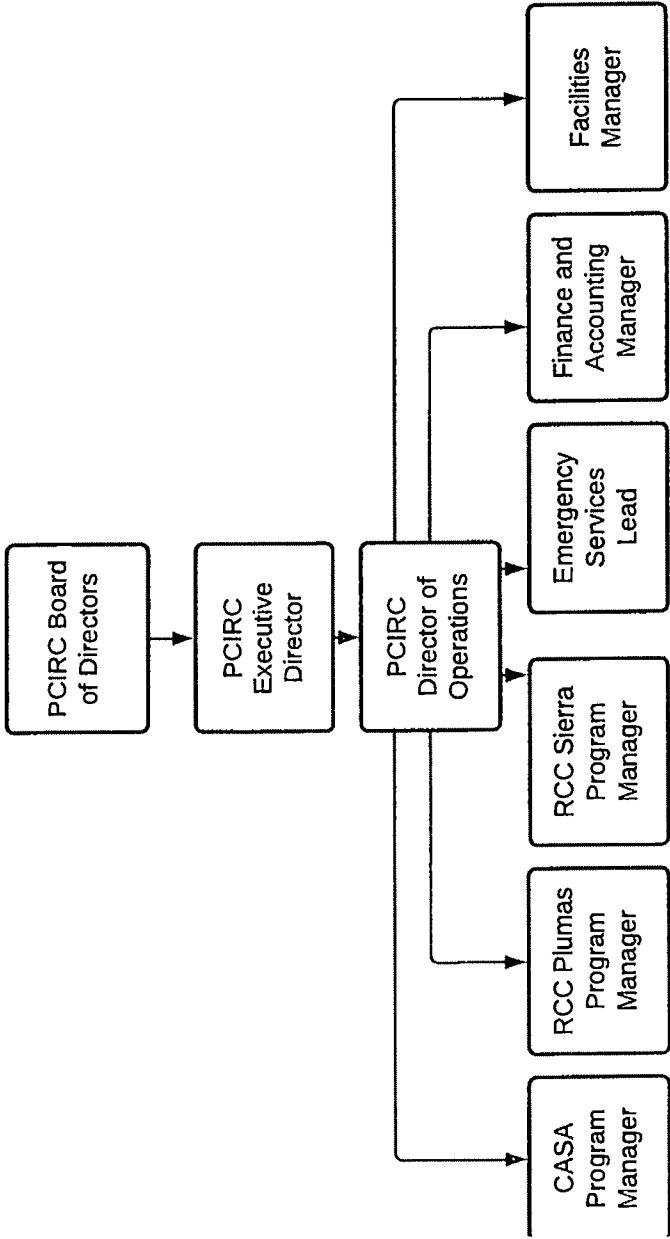 PCIRC Board
of Directors
PCIRC
Executive
Director
PCIRC
Director of
Operations
CASA
Program
Manager
RCC Plumas
Program
Manager
RCC Sierra
Program
Manager
Emergency
Services
Lead
Finance and
Accounting
Manager
Facilities
Manager